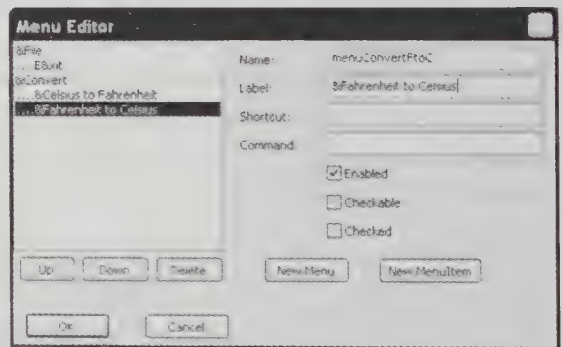 Menu Editor
&File
... E&xit
&Convert
... &Celsius to Fahrenheit
... &Fahrenheit to Celsius
Up
Down
Delete
Name:
menuConvertFtoC
Label:
&Fahrenheit to Celsius
Shortcut:
Command:
Enabled
Checkable
Checked
New Menu
New MenuItem
OK
Cancel